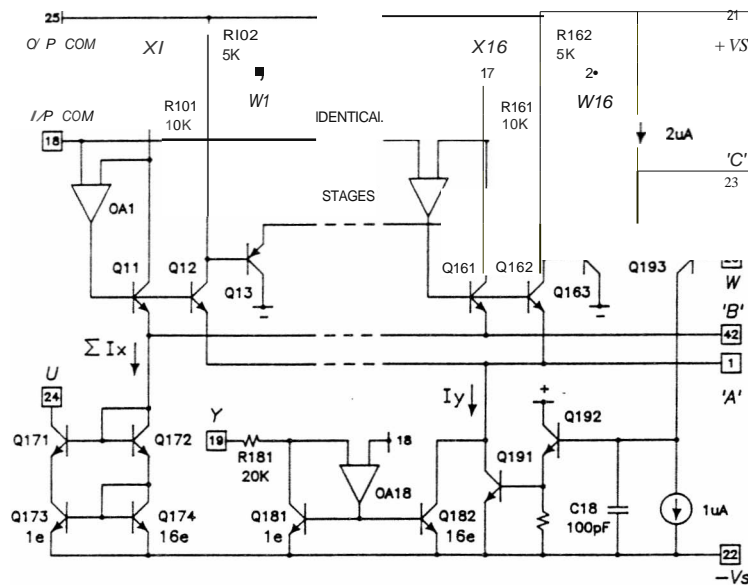 25
O/ P COM
XI
R102
5K
W1
X16
17
R162
5K
2•
W16
21
+ VS
I/P COM
18
R101
10K
IDENTICAI.
R161
10K
2uA
'C'
23
OA1
STAGES
Q11
Q12
Q13
Q161
Q162
Q163
Q193
W
'B'
42
1
'A'
Σ Ix
Iy
U
24
Y
19
R181
20K
18
OA18
Q171
Q172
Q173
1e
Q174
16e
Q181
1e
Q182
16e
Q191
+
Q192
C18
100pF
1uA
22
-Vs